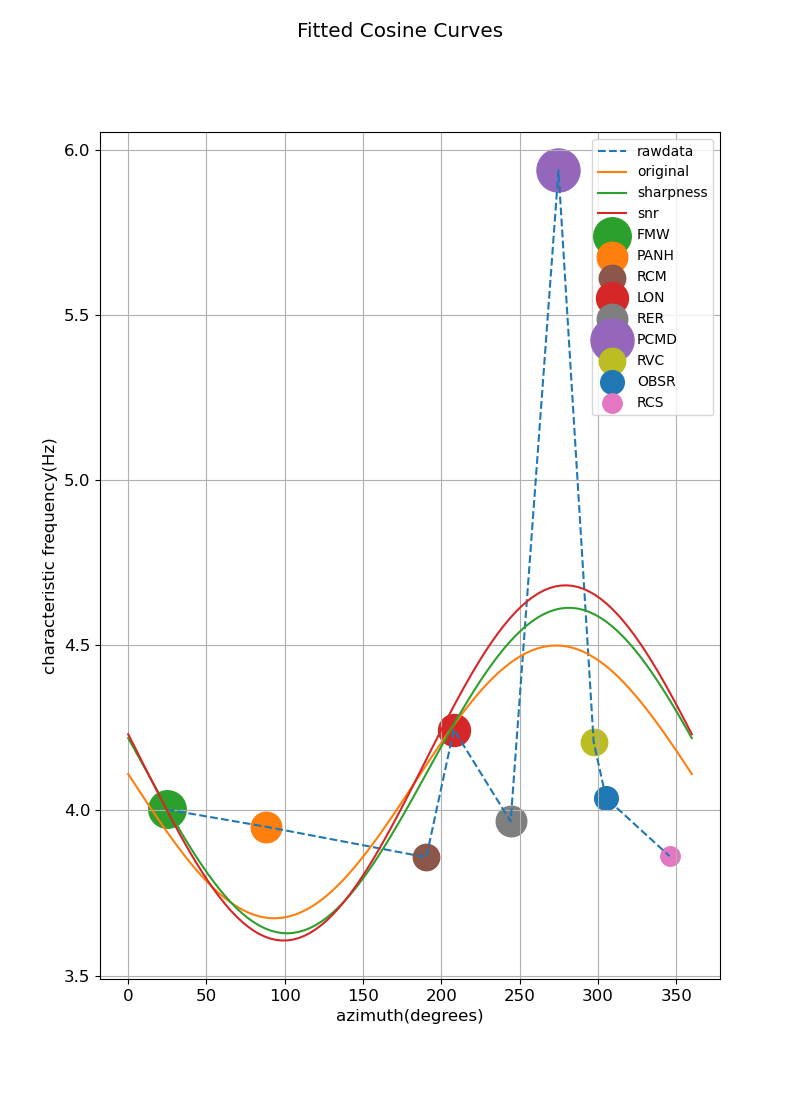 Fitted Cosine Curves
6.0
5.5
5.0
4.5
4.0
3.5
characteristic frequency(Hz)
rawdata
original
sharpness
snr
FMW
PANH
RCM
LON
RER
PCMD
RVC
OBSR
RCS
0 50 100 150 200 250 300 350
azimuth(degrees)